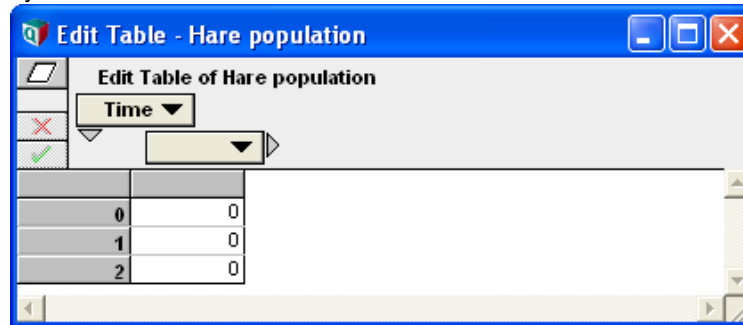 Edit Table - Hare population
Edit Table of Hare population
Time
0 0
1 0
2 0